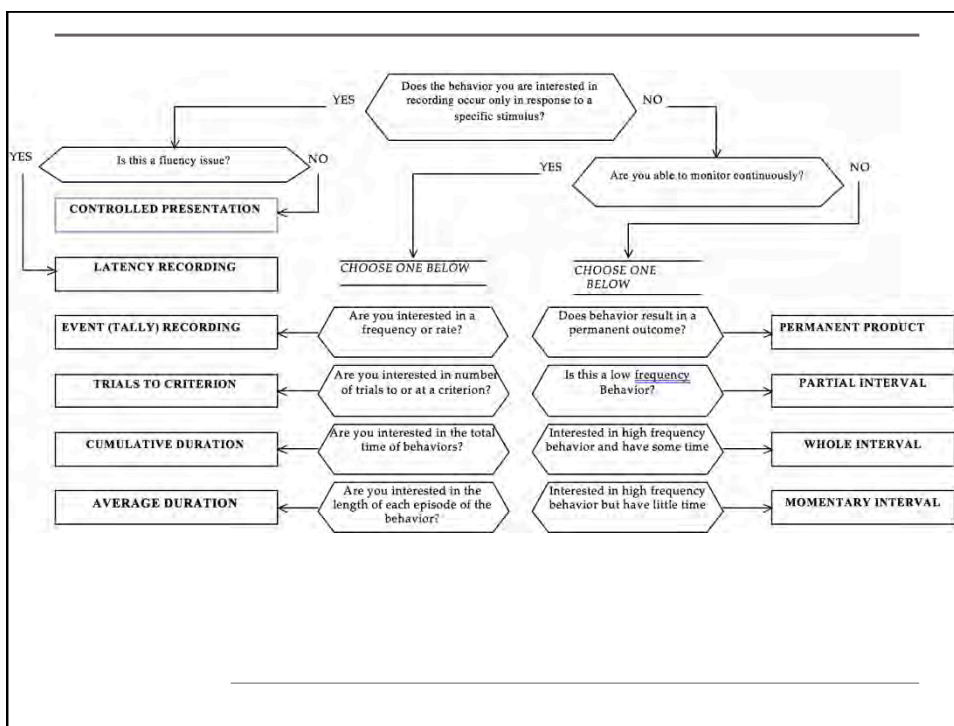 Does the behavior you are interested in
recording occur only in response to a
specific stimulus?
YES
NO
YES
Is this a fluency issue?
NO
YES
Are you able to monitor continuously?
NO
CONTROLLED PRESENTATION
LATENCY RECORDING
CHOOSE ONE BELOW
CHOOSE ONE
BELOW
EVENT (TALLY) RECORDING
Are you interested in a
frequency or rate?
Does behavior result in a
permanent outcome?
PERMANENT PRODUCT
TRIALS TO CRITERION
Are you interested in number
of trials to or at a criterion?
Is this a low frequency
Behavior?
PARTIAL INTERVAL
CUMULATIVE DURATION
Are you interested in the total
time of behaviors?
Interested in high frequency
behavior and have some time
WHOLE INTERVAL
AVERAGE DURATION
Are you interested in the
length of each episode of the
behavior?
Interested in high frequency
behavior but have little time
MOMENTARY INTERVAL